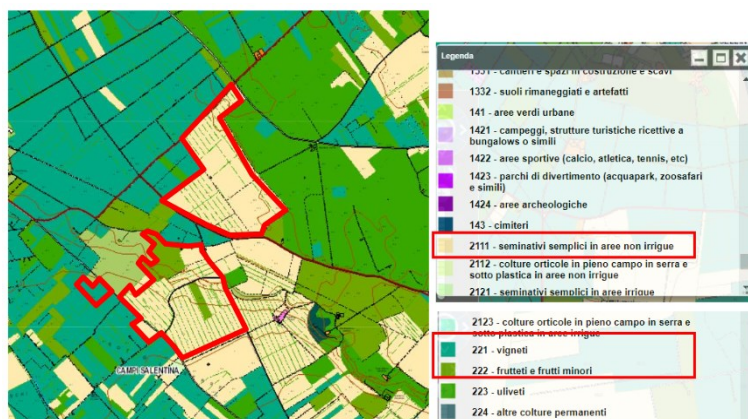 CAMPI SALENTINA
Legenda
1331 - cantieri e spazi in costruzione e scavi
1332 - suoli rimaneggiati e artefatti
141 - aree verdi urbane
1421 - campeggi, strutture turistiche ricettive a
bungalows o simili
1422 - aree sportive (calcio, atletica, tennis, etc)
1423 - parchi di divertimento (acquapark, zoosafari
e simili)
1424 - aree archeologiche
143 - cimiteri
2111 - seminativi semplici in aree non irrigue
2112 - colture orticole in pieno campo in serra e
sotto plastica in aree non irrigue
2121 - seminativi semplici in aree irrigue
2123 - colture orticole in pieno campo in serra e
sotto plastica in aree irrigue
221 - vigneti
222 - frutteti e frutti minori
223 - uliveti
224 - altre colture permanenti